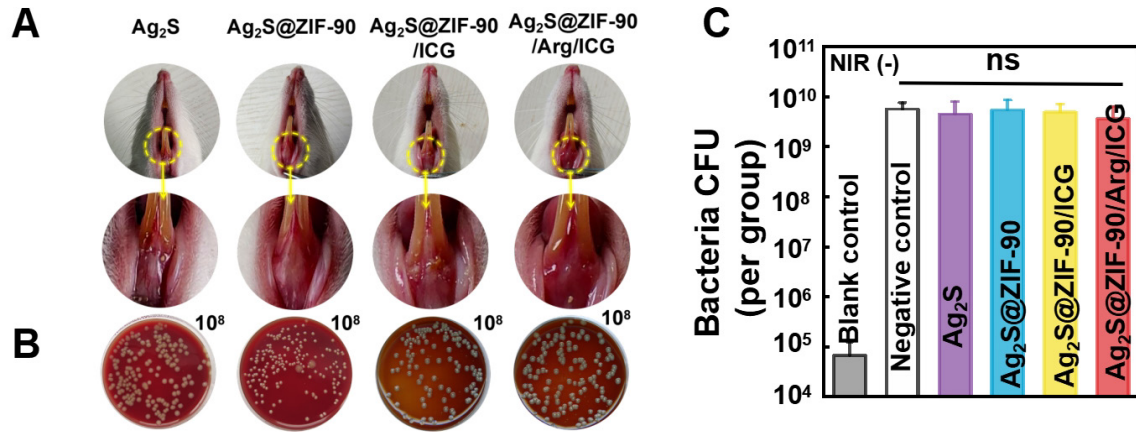 A
Ag₂S
Ag₂S@ZIF-90
Ag₂S@ZIF-90
/ICG
Ag₂S@ZIF-90
/Arg/ICG
B
10⁸
10⁸
10⁸
10⁸
C
Bacteria CFU
(per group)
10¹¹
10¹⁰
10⁹
10⁸
10⁷
10⁶
10⁵
10⁴
NIR (-)
ns
Blank control
Negative control
Ag₂S
Ag₂S@ZIF-90
Ag₂S@ZIF-90/ICG
Ag₂S@ZIF-90/Arg/ICG